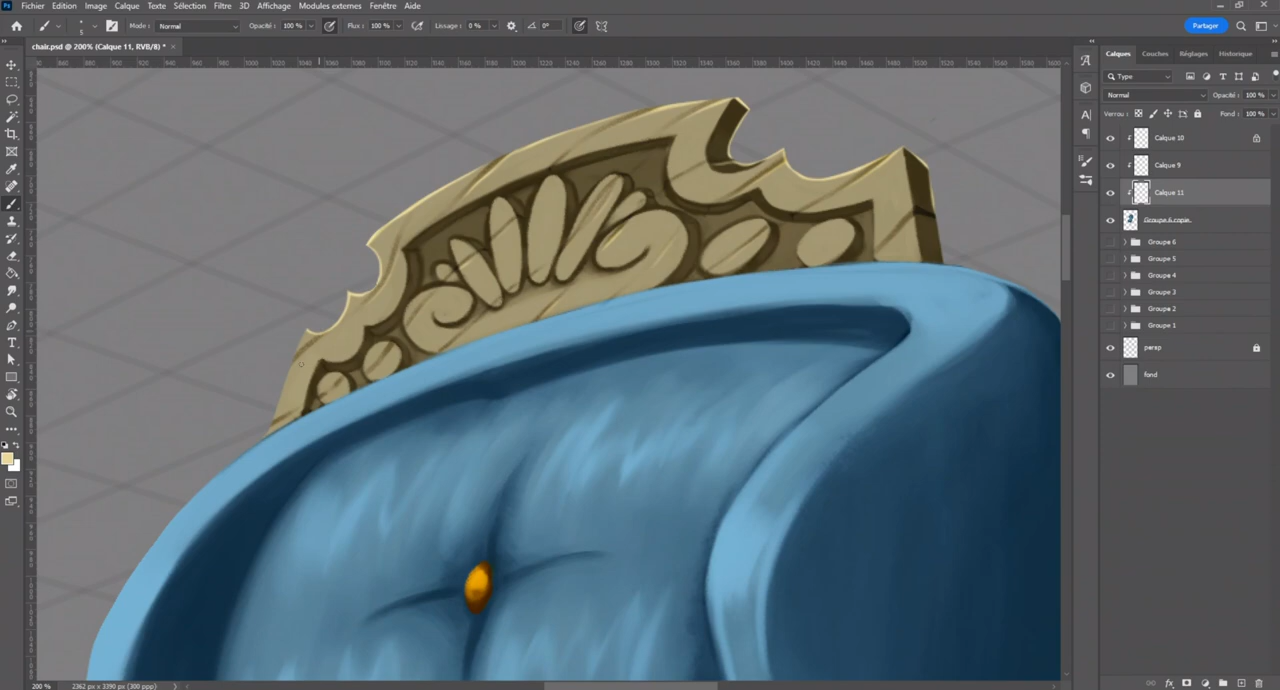 Ps Fichier Edition Image Calque Texte Sélection Filtre 3D Affichage Modules externes Fenêtre Aide
5 Mode : Normal Opacité : 100 % Flux : 100 % Lissage : 0 % 0° Partager
chair.psd @ 200% (Calque 11, RVB/8) * ×
Calques Couches Réglages Historique
Type
Normal Opacité : 100 %
Verrou : Fond : 100 %
Calque 10
Calque 9
Calque 11
Groupe 6 copie
Groupe 6
Groupe 5
Groupe 4
Groupe 3
Groupe 2
Groupe 1
persp
fond
200 % 2362 px x 3390 px (300 ppp)